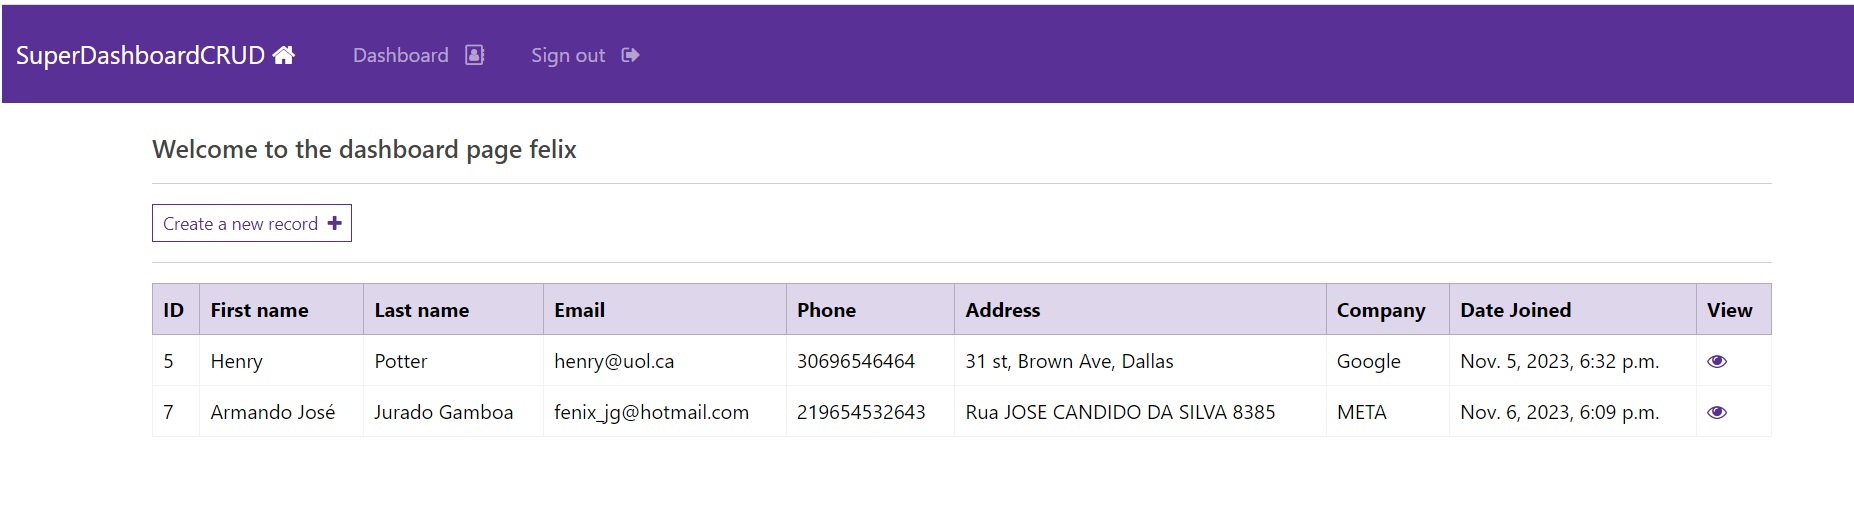 SuperDashboardCRUD Dashboard Sign out
Welcome to the dashboard page felix
Create a new record
ID First name Last name Email Phone Address Company Date Joined View
5 Henry Potter henry@uol.ca 30696546464 31 st, Brown Ave, Dallas Google Nov. 5, 2023, 6:32 p.m.
7 Armando José Jurado Gamboa fenix_jg@hotmail.com 219654532643 Rua JOSE CANDIDO DA SILVA 8385 META Nov. 6, 2023, 6:09 p.m.